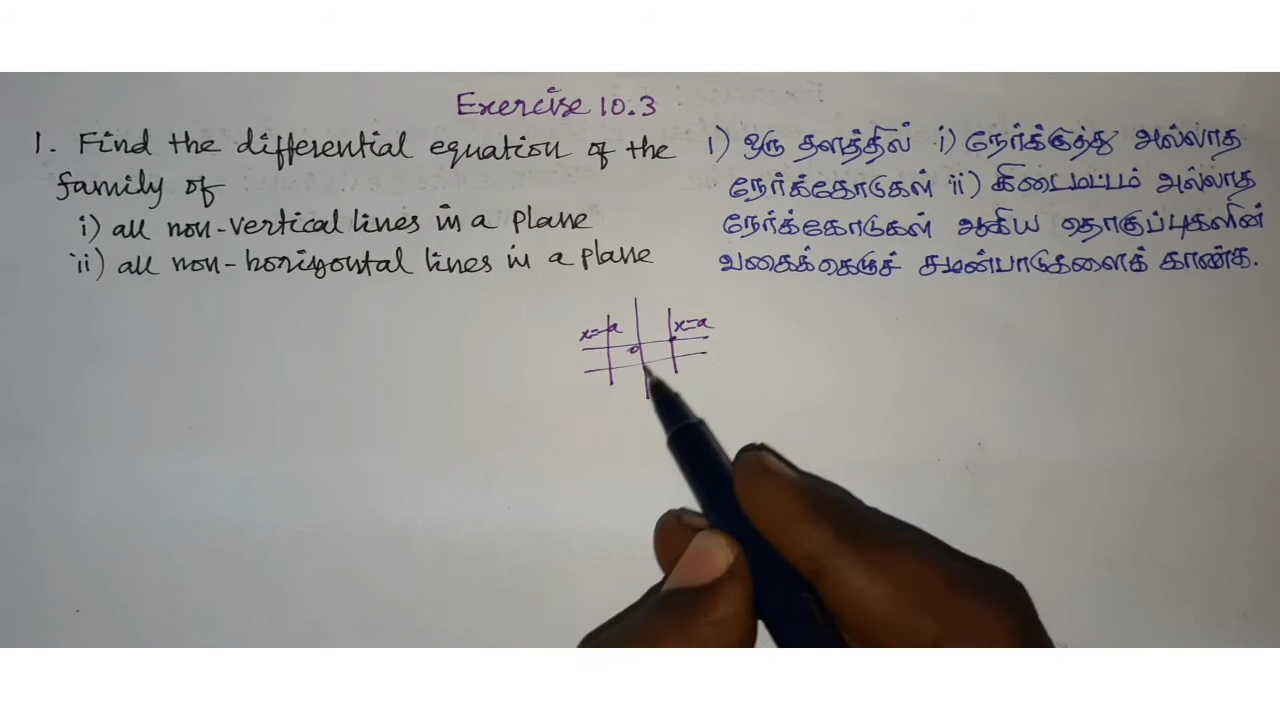 Exercise 10.3
1. Find the differential equation of the
family of
i) all non-vertical lines in a plane
ii) all non-horizontal lines in a plane
1) ஒரு தளத்தில் i) நேர்க்குத்து அல்லாத
நேர்க்கோடுகள் ii) கிடைமட்டம் அல்லாத
நேர்க்கோடுகள் ஆகிய தொகுப்புகளின்
வகைக்கெழுச் சமன்பாடுகளைக் காண்க.
x=-a
x=a
0